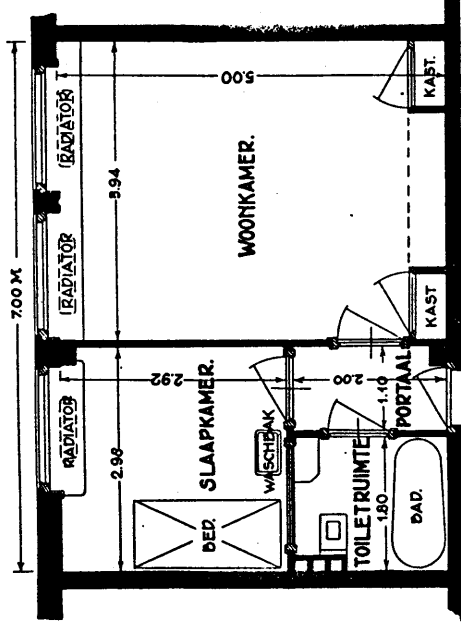 7.00 M
RADIATOR
RADIATOR
RADIATOR
3.94
5.00
WOONKAMER.
KAST.
KAST
2.98
2.92
SLAAPKAMER.
BED.
WASCHBAK
2.00
1.10
PORTAAL
TOILETRUIMTE
1.80
BAD.